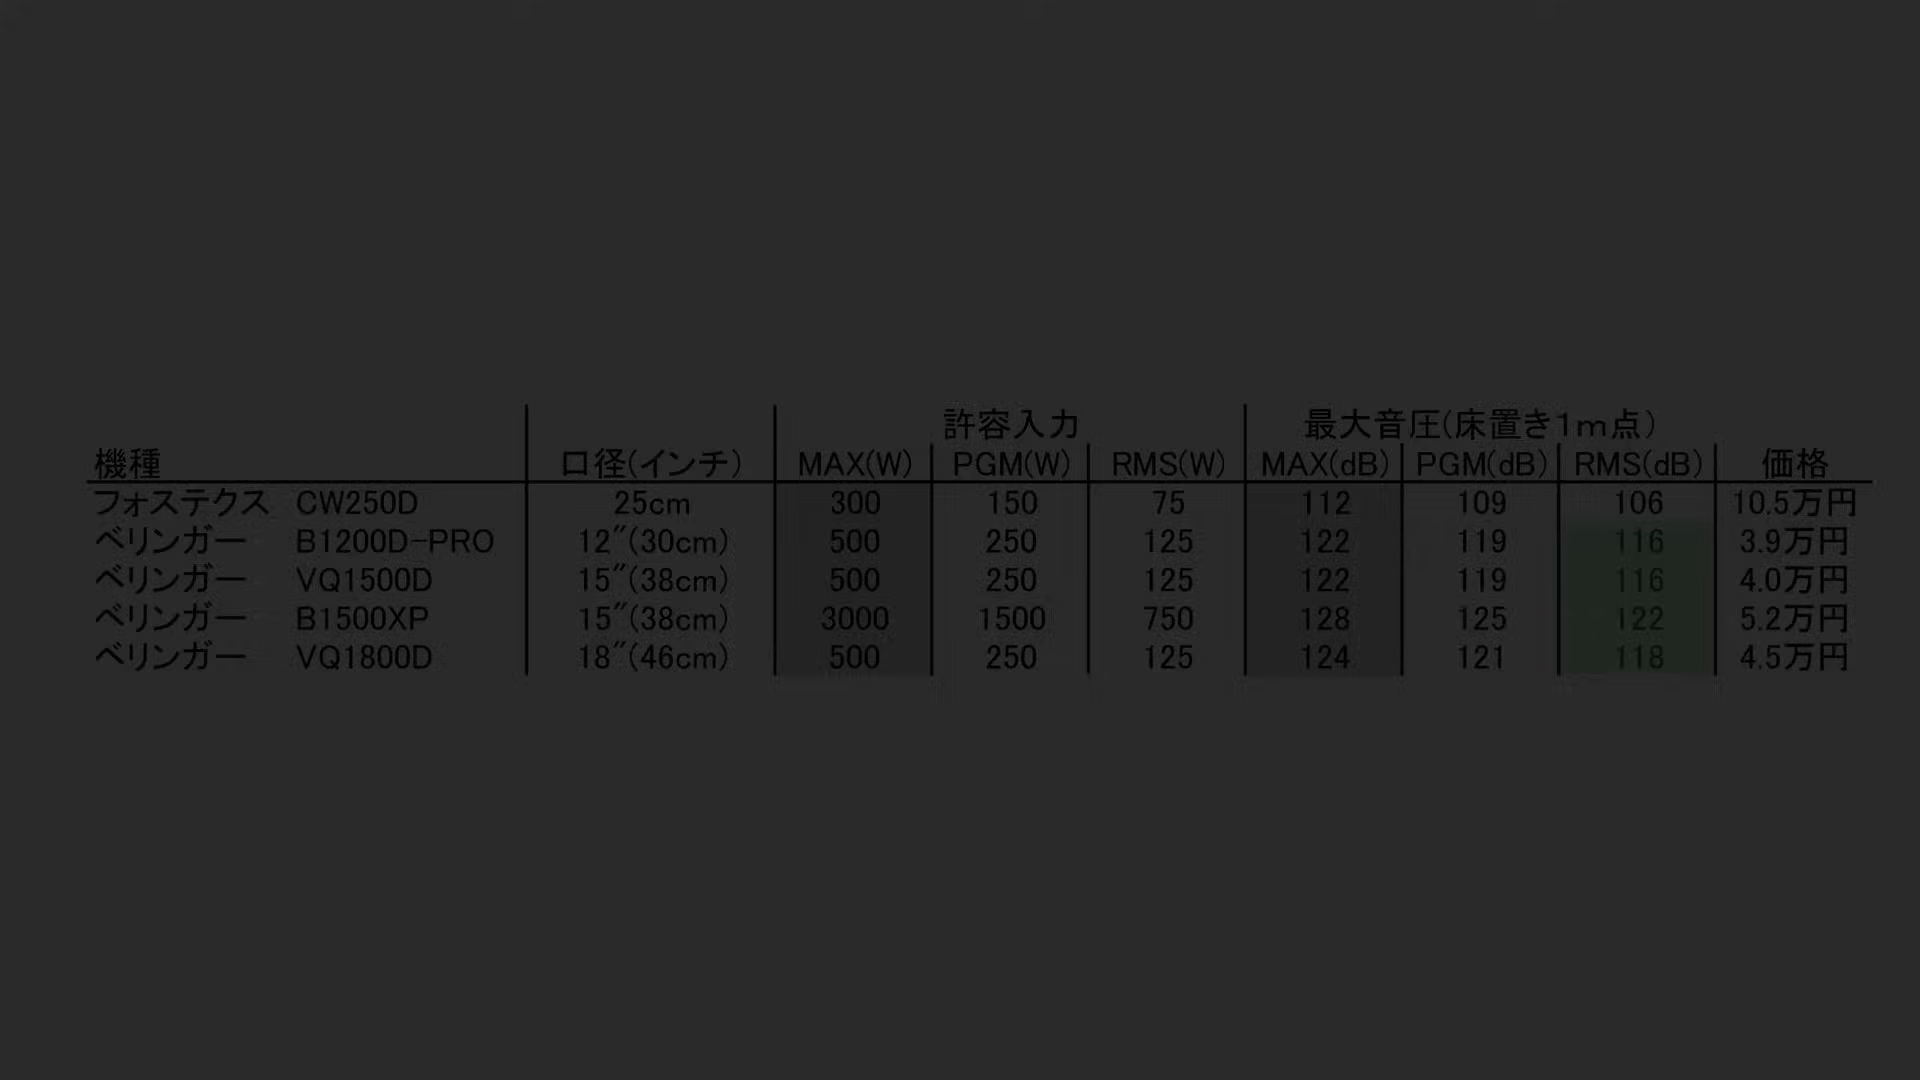 許容入力 最大音圧(床置き1m点)
機種 口径(インチ) MAX(W) PGM(W) RMS(W) MAX(dB) PGM(dB) RMS(dB) 価格
フォステクス CW250D 25cm 300 150 75 112 109 106 10.5万円
ベリンガー B1200D-PRO 12"(30cm) 500 250 125 122 119 116 3.9万円
ベリンガー VQ1500D 15"(38cm) 500 250 125 122 119 116 4.0万円
ベリンガー B1500XP 15"(38cm) 3000 1500 750 128 125 122 5.2万円
ベリンガー VQ1800D 18"(46cm) 500 250 125 124 121 118 4.5万円